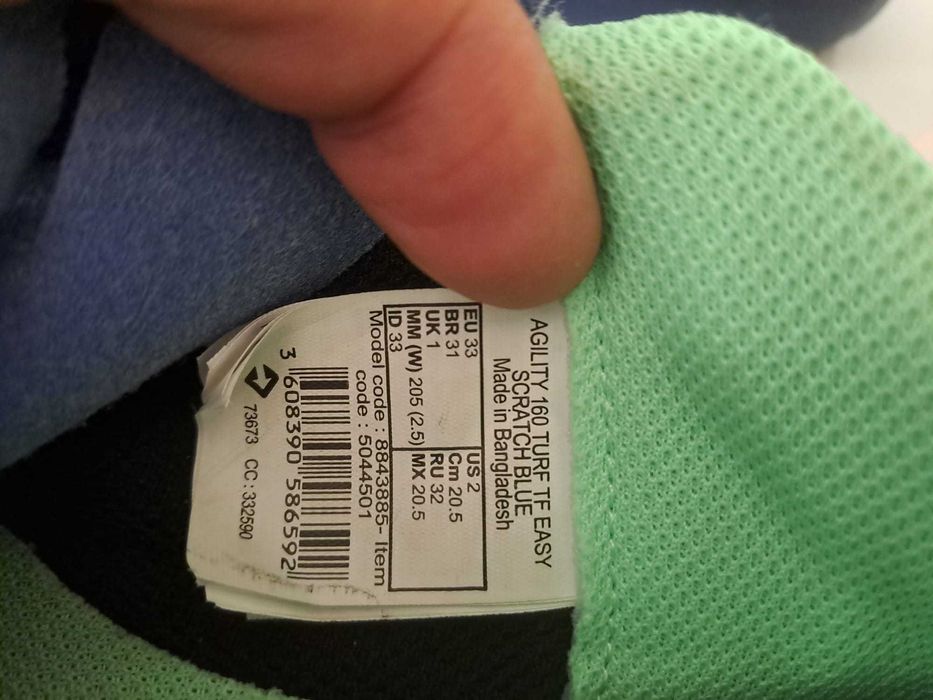 AGILITY 160 TURF TF EASY
SCRATCH BLUE
Made in Bangladesh
EU 33 US 2
BR 31 Cm 20.5
UK 1 RU 32
MM (W) 205 (2.5) MX 20.5
ID 33
Model code : 8843885- Item
code : 5044501
3 608390 586592
73673 CC : 332590